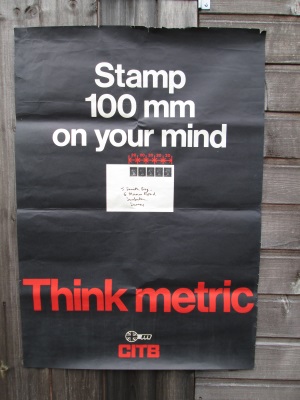 Stamp
100 mm
on your mind
Think metric
CITB